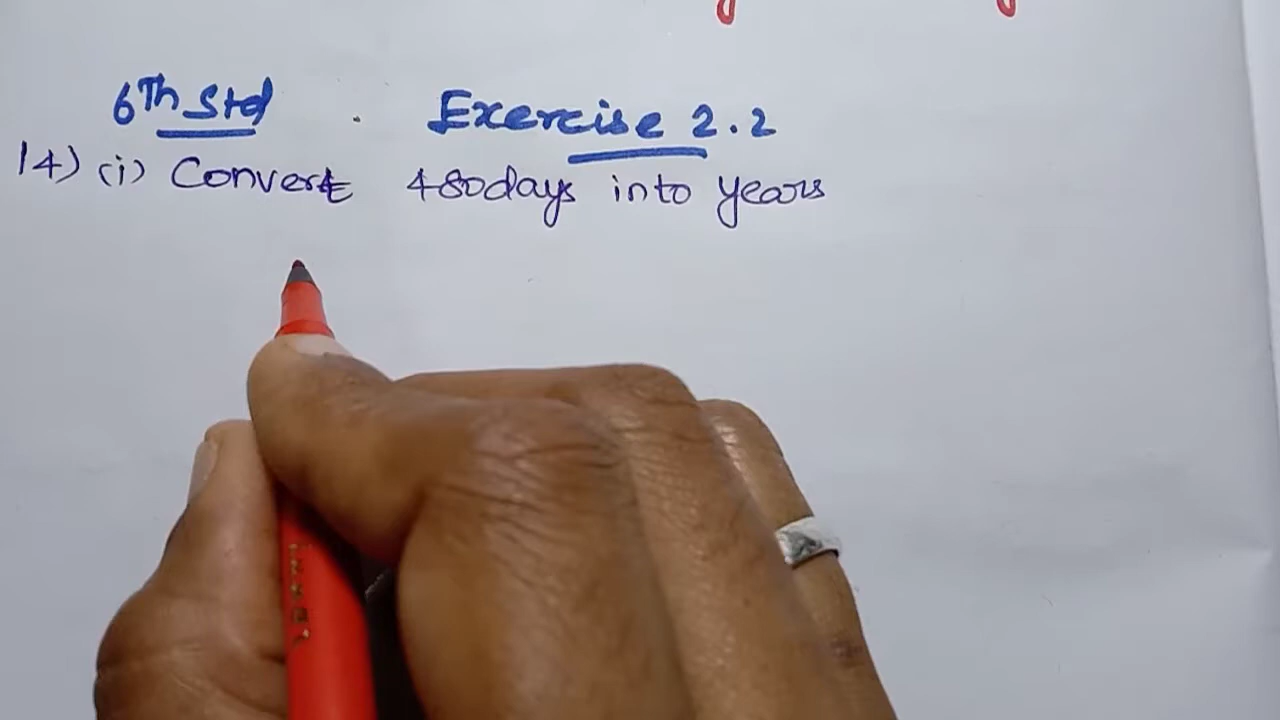 6Th Std . Exercise 2.2
14) (i) Convert 480days into years